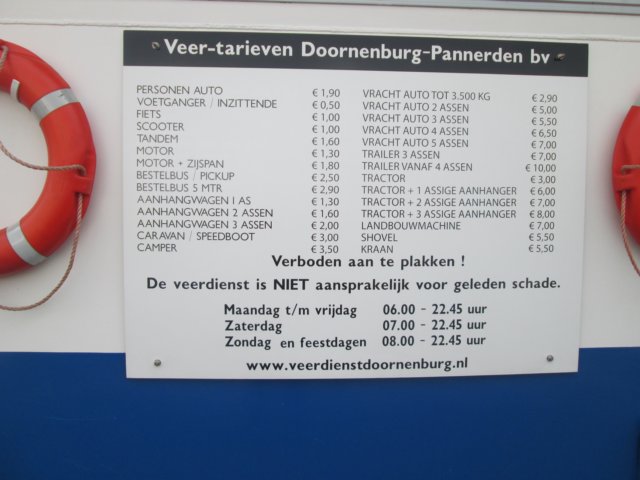 Veer-tarieven Doornenburg-Pannerden bv
PERSONEN AUTO € 1,90
VOETGANGER / INZITTENDE € 0,50
FIETS € 1,00
SCOOTER € 1,00
TANDEM € 1,60
MOTOR € 1,30
MOTOR + ZIJSPAN € 1,80
BESTELBUS / PICKUP € 2,50
BESTELBUS 5 MTR € 2,90
AANHANGWAGEN 1 AS € 1,30
AANHANGWAGEN 2 ASSEN € 1,60
AANHANGWAGEN 3 ASSEN € 2,00
CARAVAN / SPEEDBOOT € 3,00
CAMPER € 3,50
VRACHT AUTO TOT 3.500 KG € 2,90
VRACHT AUTO 2 ASSEN € 5,00
VRACHT AUTO 3 ASSEN € 5,50
VRACHT AUTO 4 ASSEN € 6,50
VRACHT AUTO 5 ASSEN € 7,00
TRAILER 3 ASSEN € 7,00
TRAILER VANAF 4 ASSEN € 10,00
TRACTOR € 3,00
TRACTOR + 1 ASSIGE AANHANGER € 6,00
TRACTOR + 2 ASSIGE AANHANGER € 7,00
TRACTOR + 3 ASSIGE AANHANGER € 8,00
LANDBOUWMACHINE € 7,00
SHOVEL € 5,50
KRAAN € 5,50
Verboden aan te plakken !
De veerdienst is NIET aansprakelijk voor geleden schade.
Maandag t/m vrijdag 06.00 - 22.45 uur
Zaterdag 07.00 - 22.45 uur
Zondag en feestdagen 08.00 - 22.45 uur
www.veerdienstdoornenburg.nl